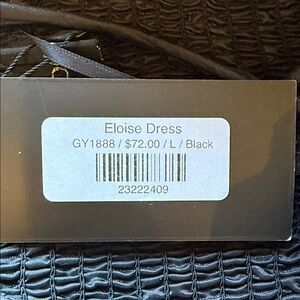 Eloise Dress
GY1888 / $72.00 / L / Black
23222409